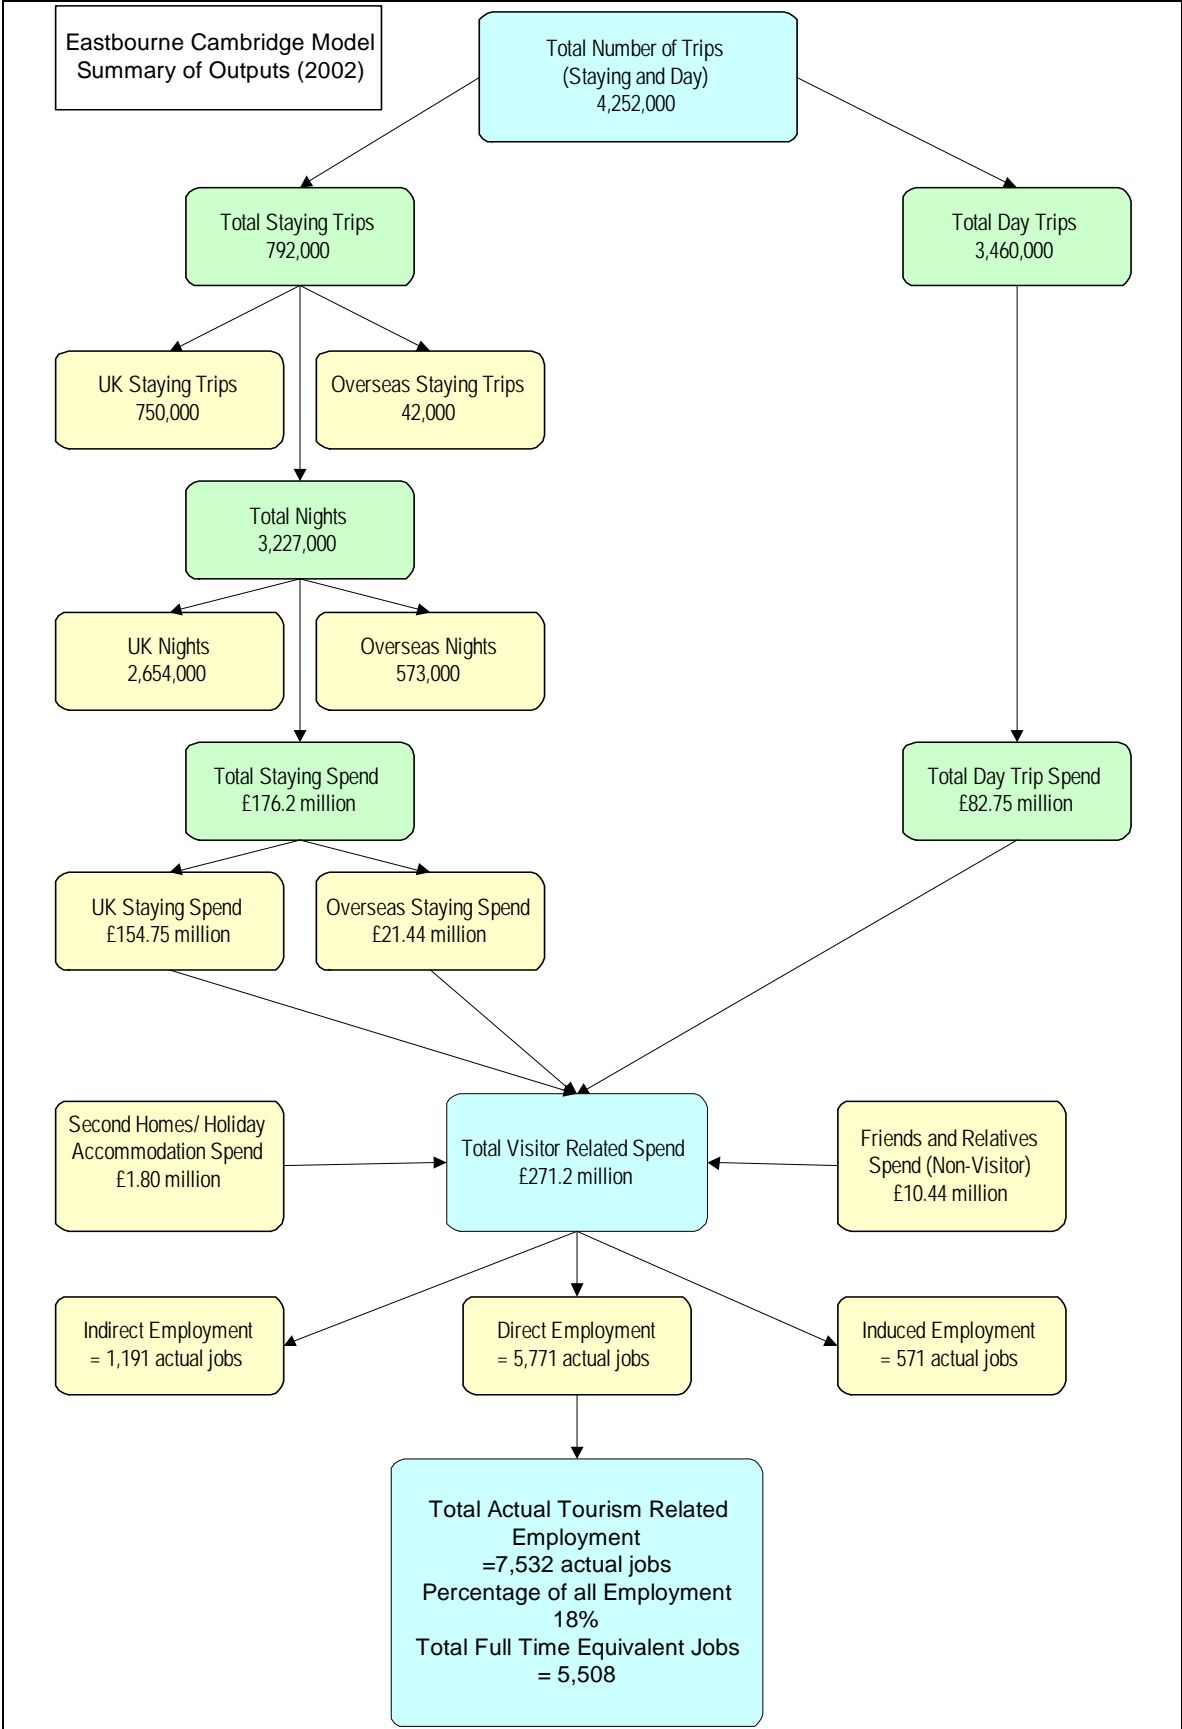 Eastbourne Cambridge Model
Summary of Outputs (2002)
Total Number of Trips
(Staying and Day)
4,252,000
Total Staying Trips
792,000
Total Day Trips
3,460,000
UK Staying Trips
750,000
Overseas Staying Trips
42,000
Total Nights
3,227,000
UK Nights
2,654,000
Overseas Nights
573,000
Total Staying Spend
£176.2 million
Total Day Trip Spend
£82.75 million
UK Staying Spend
£154.75 million
Overseas Staying Spend
£21.44 million
Second Homes/ Holiday
Accommodation Spend
£1.80 million
Total Visitor Related Spend
£271.2 million
Friends and Relatives
Spend (Non-Visitor)
£10.44 million
Indirect Employment
= 1,191 actual jobs
Direct Employment
= 5,771 actual jobs
Induced Employment
= 571 actual jobs
Total Actual Tourism Related
Employment
=7,532 actual jobs
Percentage of all Employment
18%
Total Full Time Equivalent Jobs
= 5,508